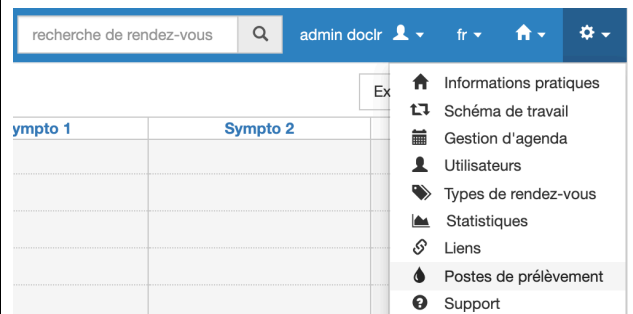 recherche de rendez-vous admin doclr fr
Ex
ympto 1 Sympto 2
Informations pratiques
Schéma de travail
Gestion d'agenda
Utilisateurs
Types de rendez-vous
Statistiques
Liens
Postes de prélèvement
Support